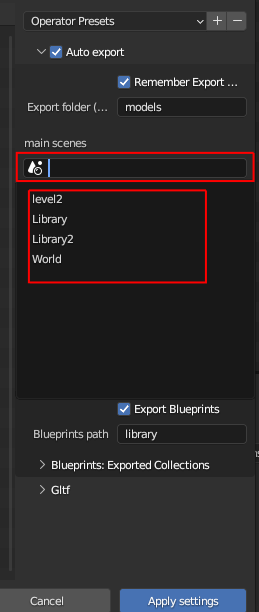 Operator Presets
Auto export
Remember Export ...
Export folder (... models
main scenes
level2
Library
Library2
World
Export Blueprints
Blueprints path library
Blueprints: Exported Collections
Gltf
Cancel Apply settings